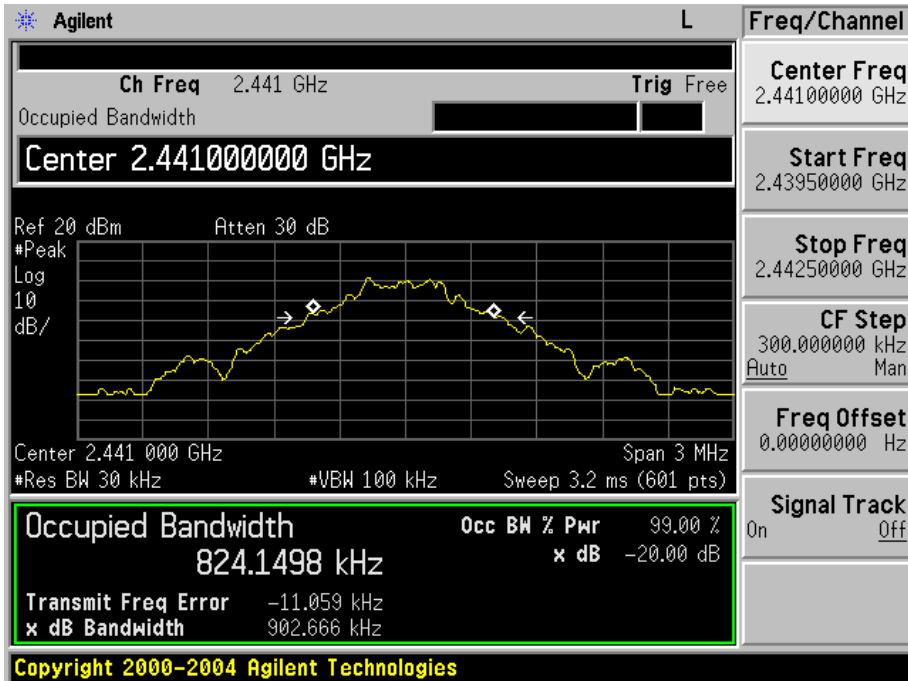 Agilent L
Ch Freq 2.441 GHz Trig Free
Occupied Bandwidth
Center 2.441000000 GHz
Ref 20 dBm Atten 30 dB
#Peak
Log
10
dB/
Center 2.441 000 GHz Span 3 MHz
#Res BW 30 kHz #VBW 100 kHz Sweep 3.2 ms (601 pts)
Occupied Bandwidth Occ BW % Pwr 99.00 %
824.1498 kHz x dB -20.00 dB
Transmit Freq Error -11.059 kHz
x dB Bandwidth 902.666 kHz
Copyright 2000-2004 Agilent Technologies
Freq/Channel
Center Freq
2.44100000 GHz
Start Freq
2.43950000 GHz
Stop Freq
2.44250000 GHz
CF Step
300.000000 kHz
Auto Man
Freq Offset
0.00000000 Hz
Signal Track
On Off